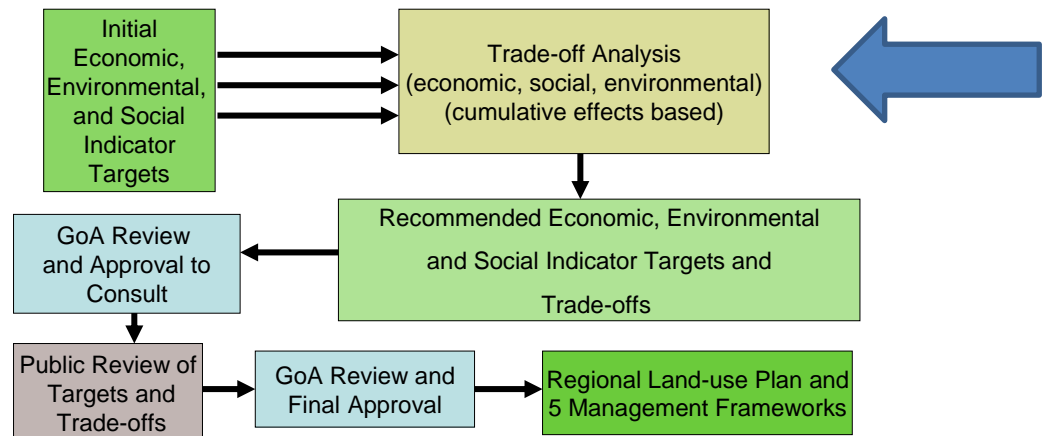 Initial
Economic,
Environmental,
and Social
Indicator
Targets
Trade-off Analysis
(economic, social, environmental)
(cumulative effects based)
Recommended Economic, Environmental
and Social Indicator Targets and
Trade-offs
GoA Review
and Approval to
Consult
Public Review of
Targets and
Trade-offs
GoA Review and
Final Approval
Regional Land-use Plan and
5 Management Frameworks